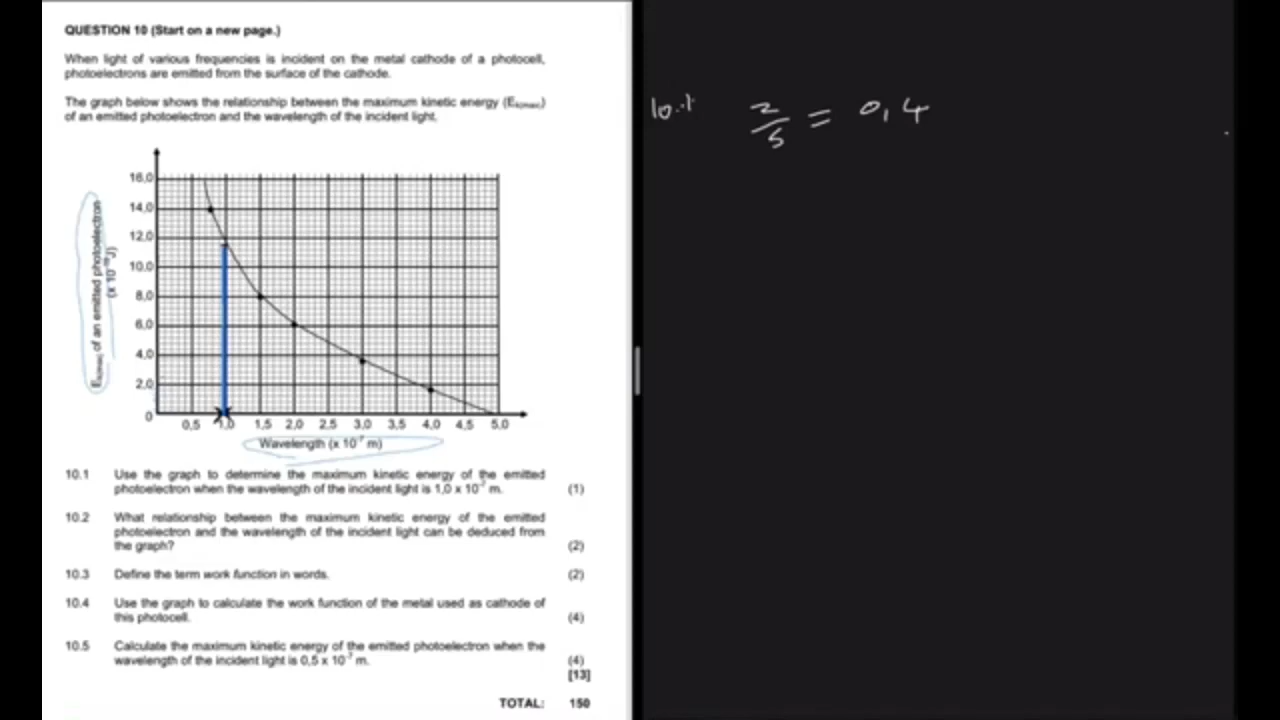 QUESTION 10 (Start on a new page.)
When light of various frequencies is incident on the metal cathode of a photocell,
photoelectrons are emitted from the surface of the cathode.
The graph below shows the relationship between the maximum kinetic energy (Ek(max))
of an emitted photoelectron and the wavelength of the incident light.
Ek(max) of an emitted photoelectron
(x 10⁻¹⁹ J)
16,0
14,0
12,0
10,0
8,0
6,0
4,0
2,0
0
0,5 1,0 1,5 2,0 2,5 3,0 3,5 4,0 4,5 5,0
Wavelength (x 10⁻⁷ m)
10.1 Use the graph to determine the maximum kinetic energy of the emitted
photoelectron when the wavelength of the incident light is 1,0 x 10⁻⁷ m. (1)
10.2 What relationship between the maximum kinetic energy of the emitted
photoelectron and the wavelength of the incident light can be deduced from
the graph? (2)
10.3 Define the term work function in words. (2)
10.4 Use the graph to calculate the work function of the metal used as cathode of
this photocell. (4)
10.5 Calculate the maximum kinetic energy of the emitted photoelectron when the
wavelength of the incident light is 0,5 x 10⁻⁷ m. (4)
[13]
TOTAL: 150
10.1 2/5 = 0,4